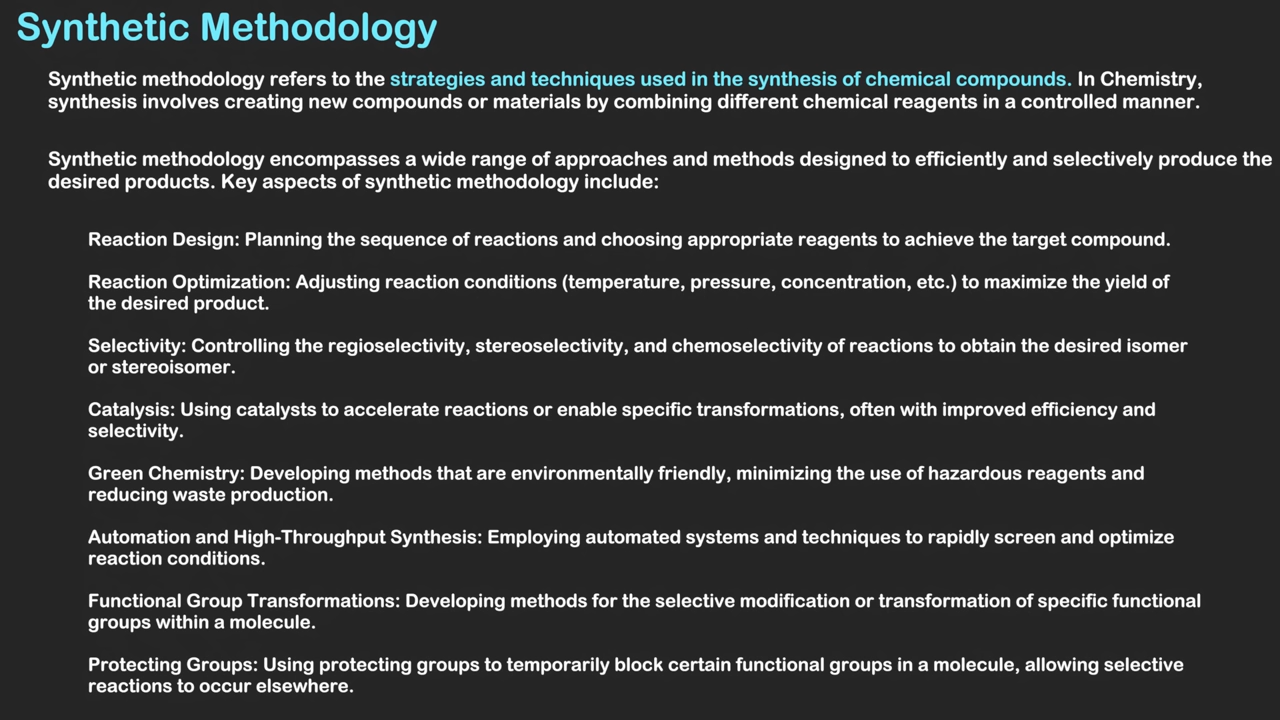 Synthetic Methodology
Synthetic methodology refers to the strategies and techniques used in the synthesis of chemical compounds. In Chemistry,
synthesis involves creating new compounds or materials by combining different chemical reagents in a controlled manner.
Synthetic methodology encompasses a wide range of approaches and methods designed to efficiently and selectively produce the
desired products. Key aspects of synthetic methodology include:
Reaction Design: Planning the sequence of reactions and choosing appropriate reagents to achieve the target compound.
Reaction Optimization: Adjusting reaction conditions (temperature, pressure, concentration, etc.) to maximize the yield of
the desired product.
Selectivity: Controlling the regioselectivity, stereoselectivity, and chemoselectivity of reactions to obtain the desired isomer
or stereoisomer.
Catalysis: Using catalysts to accelerate reactions or enable specific transformations, often with improved efficiency and
selectivity.
Green Chemistry: Developing methods that are environmentally friendly, minimizing the use of hazardous reagents and
reducing waste production.
Automation and High-Throughput Synthesis: Employing automated systems and techniques to rapidly screen and optimize
reaction conditions.
Functional Group Transformations: Developing methods for the selective modification or transformation of specific functional
groups within a molecule.
Protecting Groups: Using protecting groups to temporarily block certain functional groups in a molecule, allowing selective
reactions to occur elsewhere.